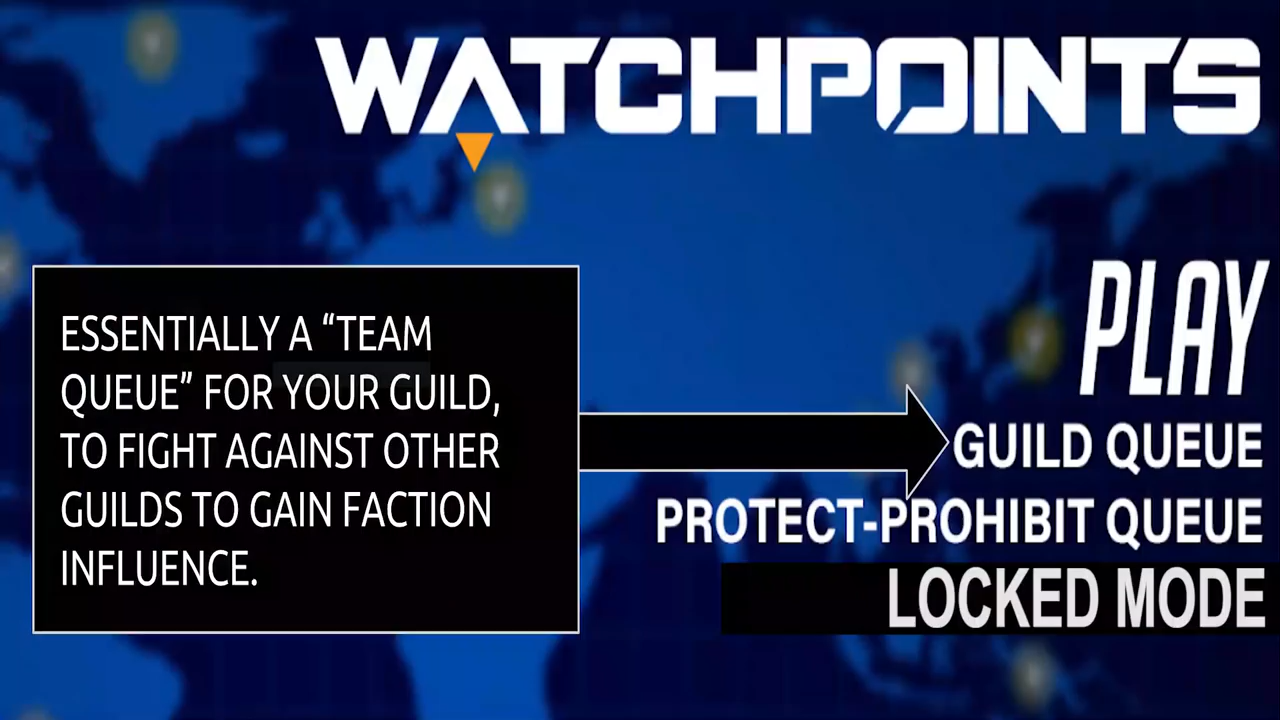 WATCHPOINTS
ESSENTIALLY A “TEAM
QUEUE” FOR YOUR GUILD,
TO FIGHT AGAINST OTHER
GUILDS TO GAIN FACTION
INFLUENCE.
PLAY
GUILD QUEUE
PROTECT-PROHIBIT QUEUE
LOCKED MODE